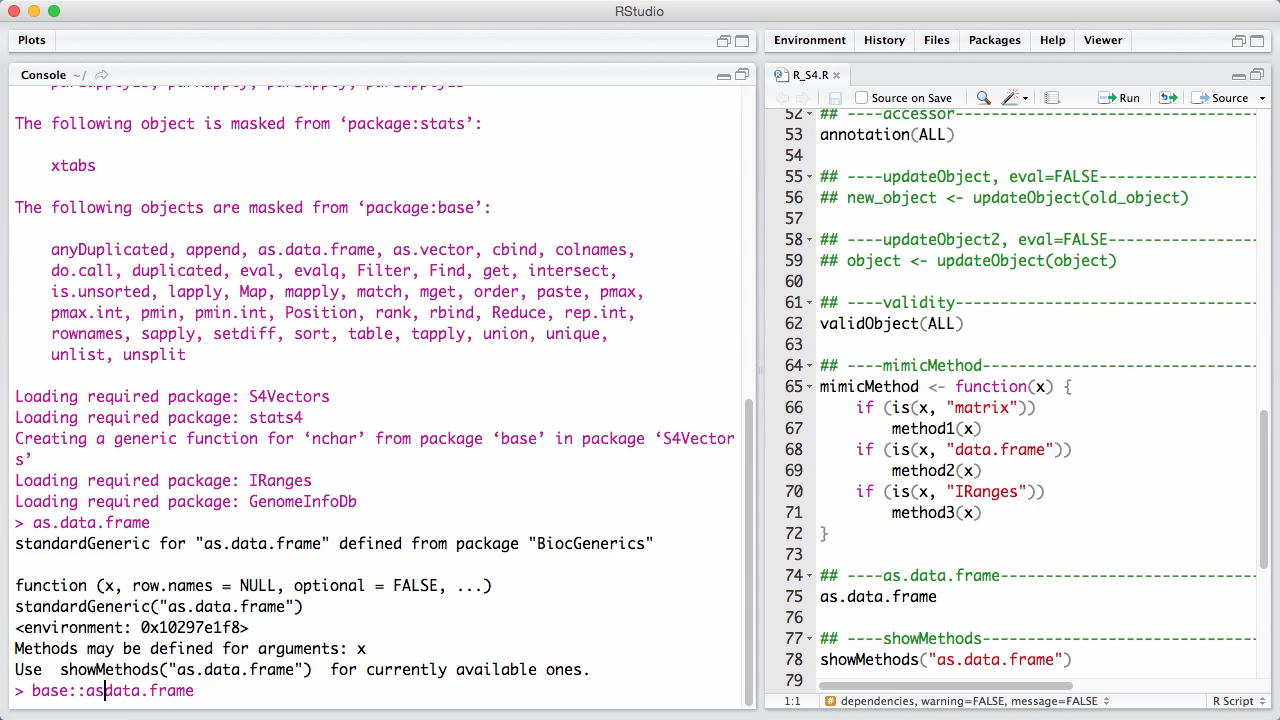 RStudio
Plots
Console ~/
The following object is masked from ‘package:stats’:
xtabs
The following objects are masked from ‘package:base’:
anyDuplicated, append, as.data.frame, as.vector, cbind, colnames,
do.call, duplicated, eval, evalq, Filter, Find, get, intersect,
is.unsorted, lapply, Map, mapply, match, mget, order, paste, pmax,
pmax.int, pmin, pmin.int, Position, rank, rbind, Reduce, rep.int,
rownames, sapply, setdiff, sort, table, tapply, union, unique,
unlist, unsplit
Loading required package: S4Vectors
Loading required package: stats4
Creating a generic function for ‘nchar’ from package ‘base’ in package ‘S4Vector
s’
Loading required package: IRanges
Loading required package: GenomeInfoDb
> as.data.frame
standardGeneric for "as.data.frame" defined from package "BiocGenerics"
function (x, row.names = NULL, optional = FALSE, ...)
standardGeneric("as.data.frame")
<environment: 0x10297e1f8>
Methods may be defined for arguments: x
Use  showMethods("as.data.frame")  for currently available ones.
> base::asdata.frame
Environment History Files Packages Help Viewer
R_S4.R
Source on Save Run Source
52 ## ----accessor-----------------------------------
53 annotation(ALL)
54
55 ## ----updateObject, eval=FALSE------------------
56 ## new_object <- updateObject(old_object)
57
58 ## ----updateObject2, eval=FALSE-----------------
59 ## object <- updateObject(object)
60
61 ## ----validity----------------------------------
62 validObject(ALL)
63
64 ## ----mimicMethod-------------------------------
65 mimicMethod <- function(x) {
66 if (is(x, "matrix"))
67 method1(x)
68 if (is(x, "data.frame"))
69 method2(x)
70 if (is(x, "IRanges"))
71 method3(x)
72 }
73
74 ## ----as.data.frame-----------------------------
75 as.data.frame
76
77 ## ----showMethods-------------------------------
78 showMethods("as.data.frame")
79
1:1 # dependencies, warning=FALSE, message=FALSE R Script